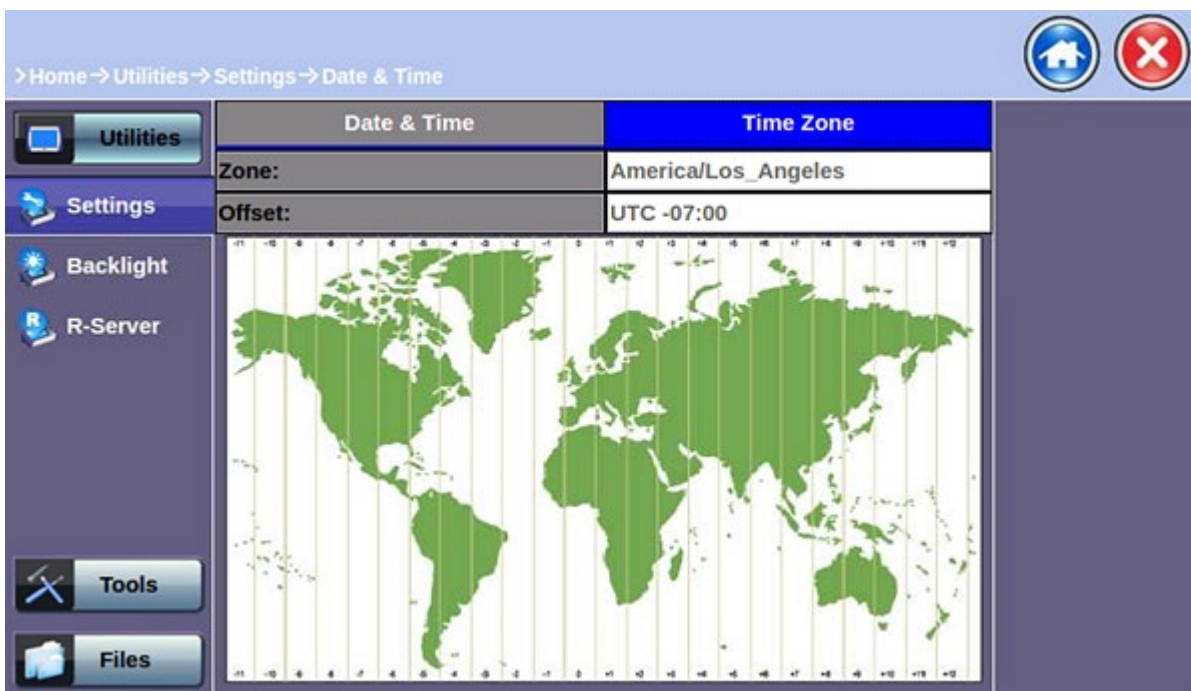 >Home→Utilities→Settings→Date & Time
Utilities
Settings
Backlight
R-Server
Tools
Files
Date & Time
Time Zone
Zone:
America/Los_Angeles
Offset:
UTC -07:00